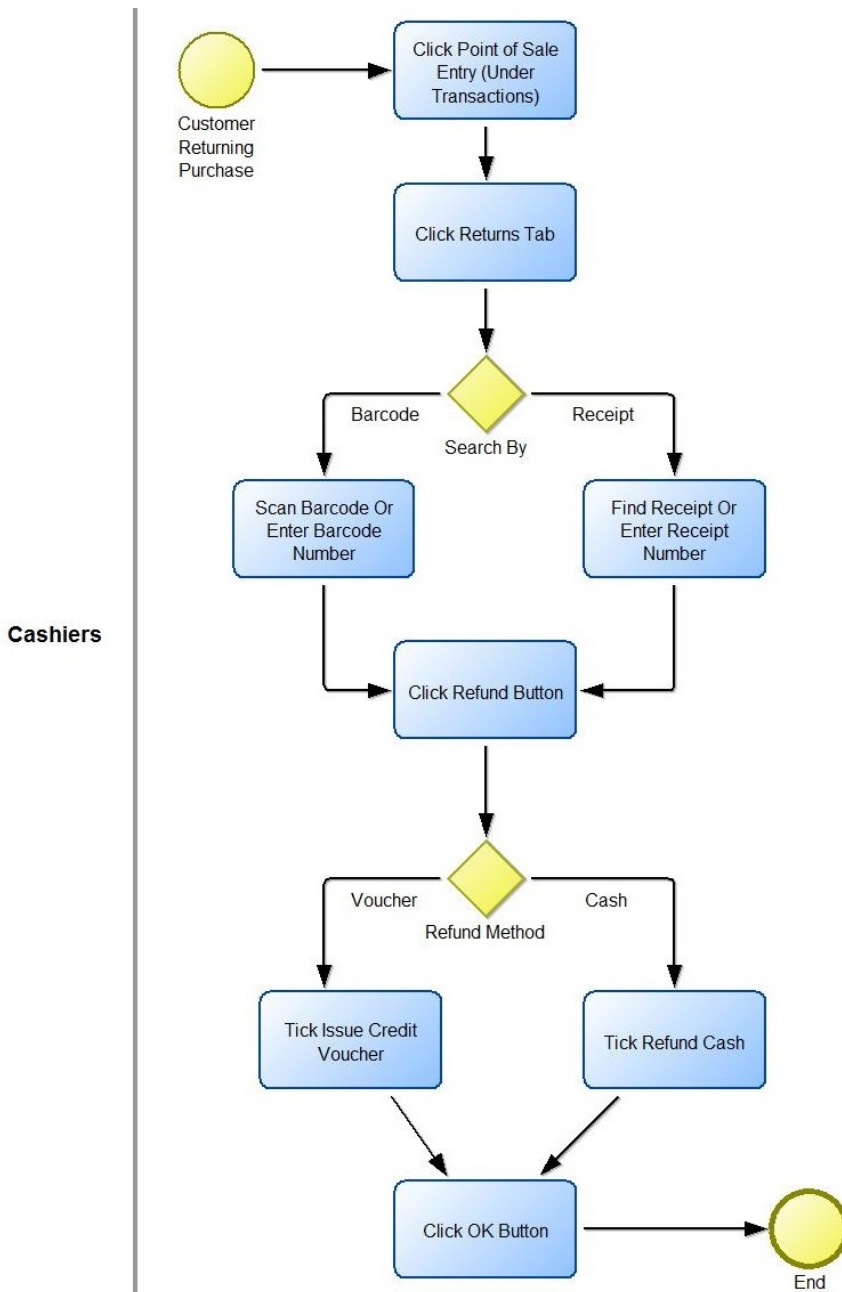 Click Point of Sale
Entry (Under
Transactions)
Customer
Returning
Purchase
Click Returns Tab
Barcode
Receipt
Search By
Scan Barcode Or
Enter Barcode
Number
Find Receipt Or
Enter Receipt
Number
Cashiers
Click Refund Button
Voucher
Cash
Refund Method
Tick Issue Credit
Voucher
Tick Refund Cash
Click OK Button
End